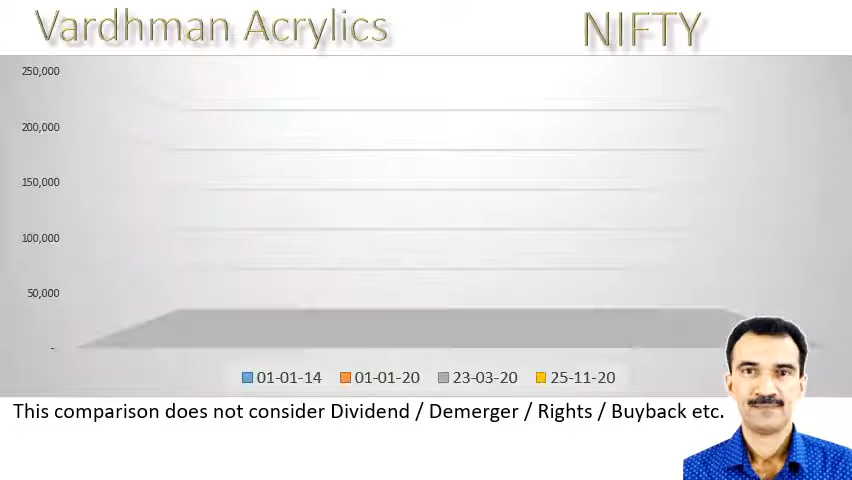 Vardhman Acrylics NIFTY
250,000
200,000
150,000
100,000
50,000
-
01-01-14 01-01-20 23-03-20 25-11-20
This comparison does not consider Dividend / Demerger / Rights / Buyback etc.